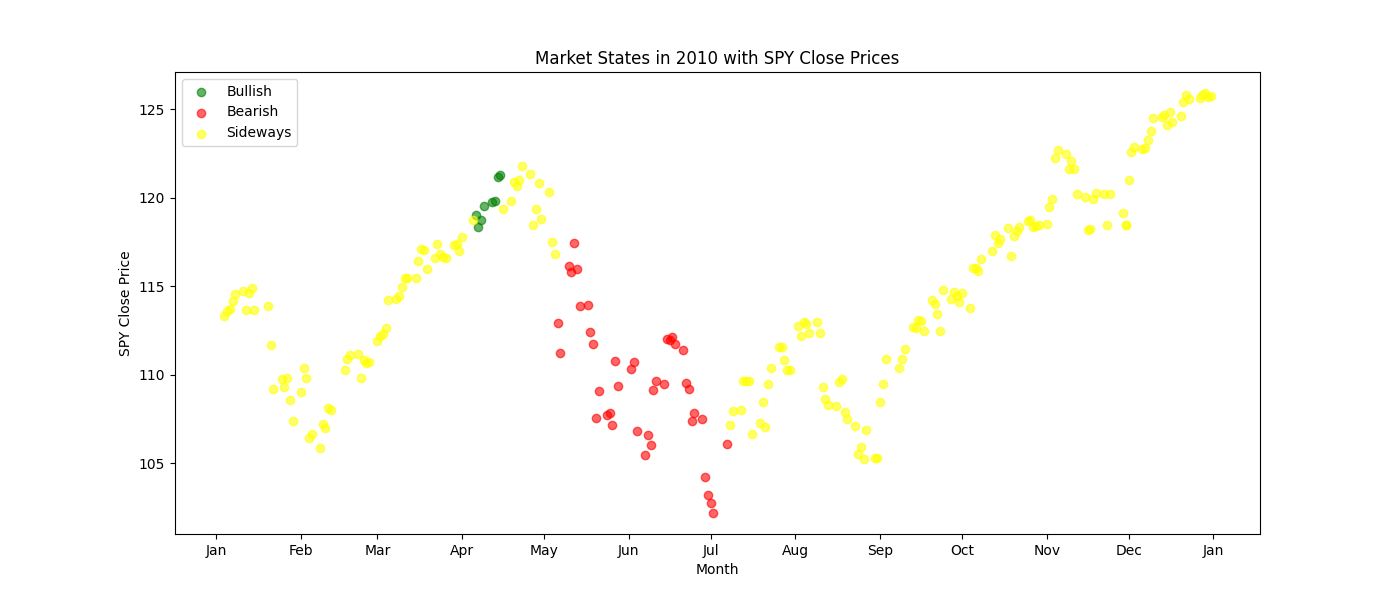 Market States in 2010 with SPY Close Prices
Bullish
Bearish
Sideways
125
120
115
110
105
SPY Close Price
Jan Feb Mar Apr May Jun Jul Aug Sep Oct Nov Dec Jan
Month